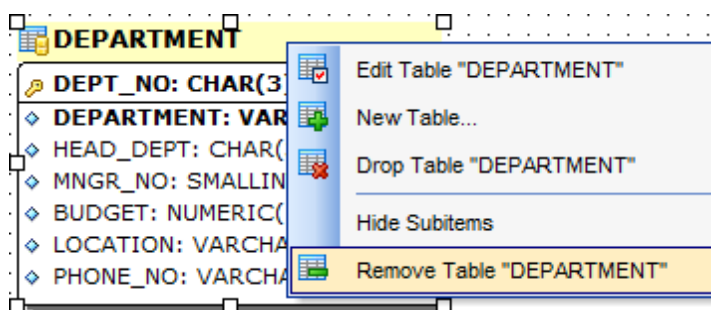 DEPARTMENT
DEPT_NO: CHAR(3)
DEPARTMENT: VAR
HEAD_DEPT: CHAR(
MNGR_NO: SMALLIN
BUDGET: NUMERIC(
LOCATION: VARCHA
PHONE_NO: VARCHA
Edit Table "DEPARTMENT"
New Table...
Drop Table "DEPARTMENT"
Hide Subitems
Remove Table "DEPARTMENT"